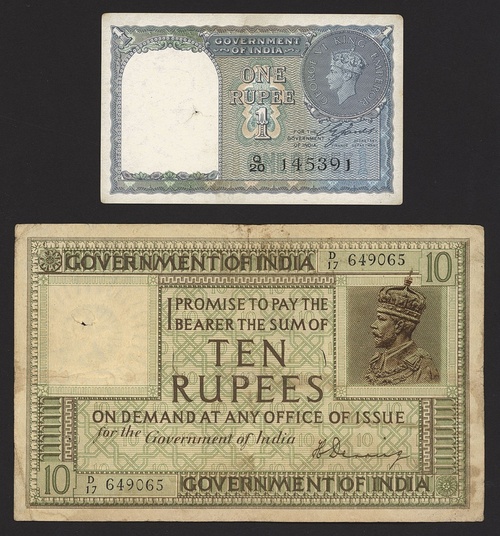 1
GOVERNMENT
OF INDIA
1
GEORGE VI KING EMPEROR
ONE
RUPEE
1
FOR THE
GOVERNMENT OF INDIA
Q/20 145391
GOVERNMENT OF INDIA D/17 649065 10
I PROMISE TO PAY THE
BEARER THE SUM OF
TEN
RUPEES
ON DEMAND AT ANY OFFICE OF ISSUE
for the Government of India
10 D/17 649065 GOVERNMENT OF INDIA